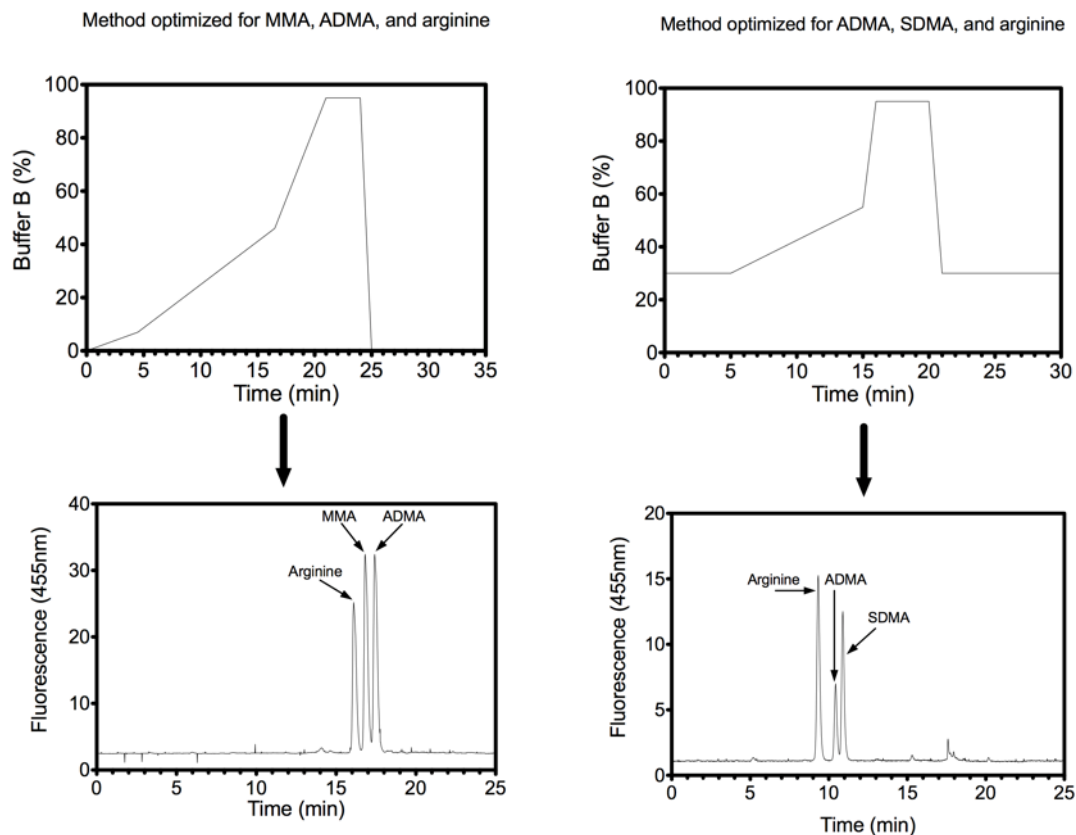 Method optimized for MMA, ADMA, and arginine
100
80
60
40
20
0
Buffer B (%)
0 5 10 15 20 25 30 35
Time (min)
40
30
20
10
0
Fluorescence (455nm)
MMA ADMA
Arginine
0 5 10 15 20 25
Time (min)
Method optimized for ADMA, SDMA, and arginine
100
80
60
40
20
0
Buffer B (%)
0 5 10 15 20 25 30
Time (min)
20
15
10
5
0
Fluorescence (455nm)
Arginine ADMA
SDMA
0 5 10 15 20 25
Time (min)